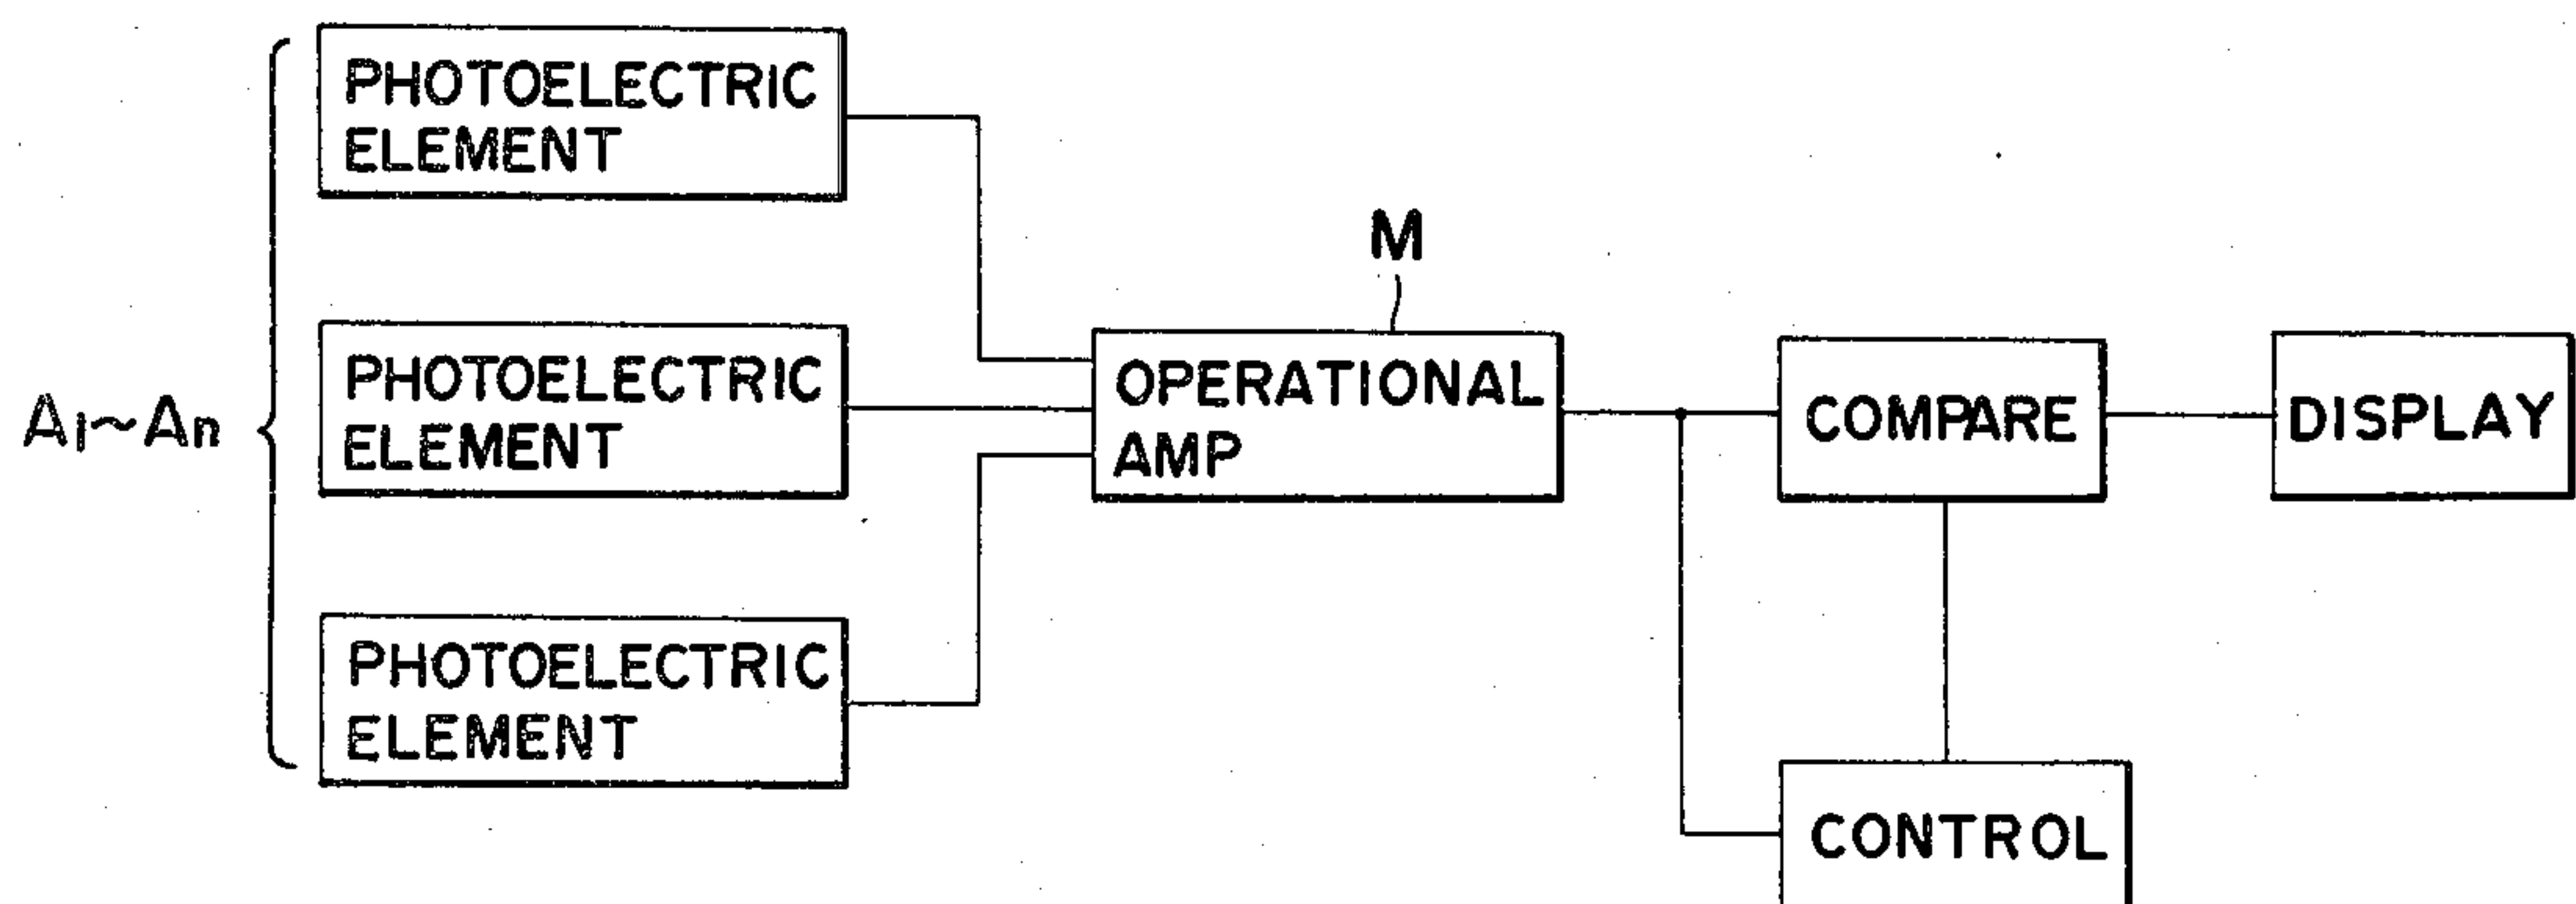 PHOTOELECTRIC
ELEMENT
M
PHOTOELECTRIC
ELEMENT
A1~An
OPERATIONAL
AMP
COMPARE
DISPLAY
PHOTOELECTRIC
ELEMENT
CONTROL